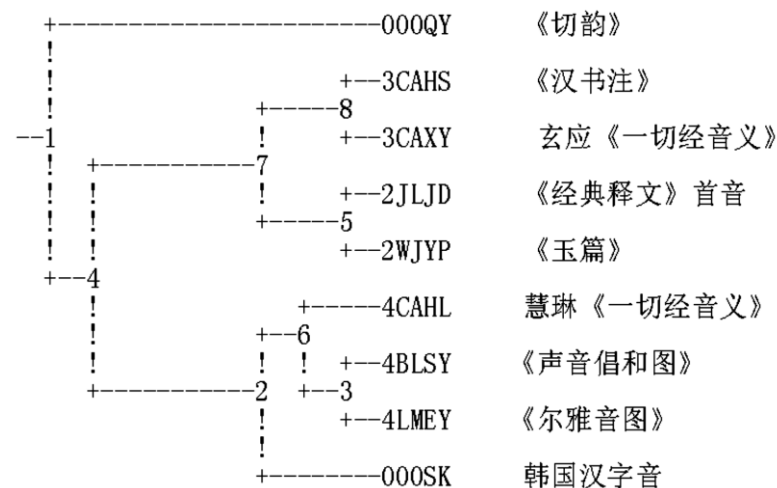 000QY 《切韵》
3CAHS 《汉书注》
8
1
3CAXY 玄应《一切经音义》
7
2JLJD 《经典释文》首音
5
2WJYP 《玉篇》
4
4CAHL 慧琳《一切经音义》
6
4BLSY 《声音倡和图》
2 3
4LMEY 《尔雅音图》
000SK 韩国汉字音